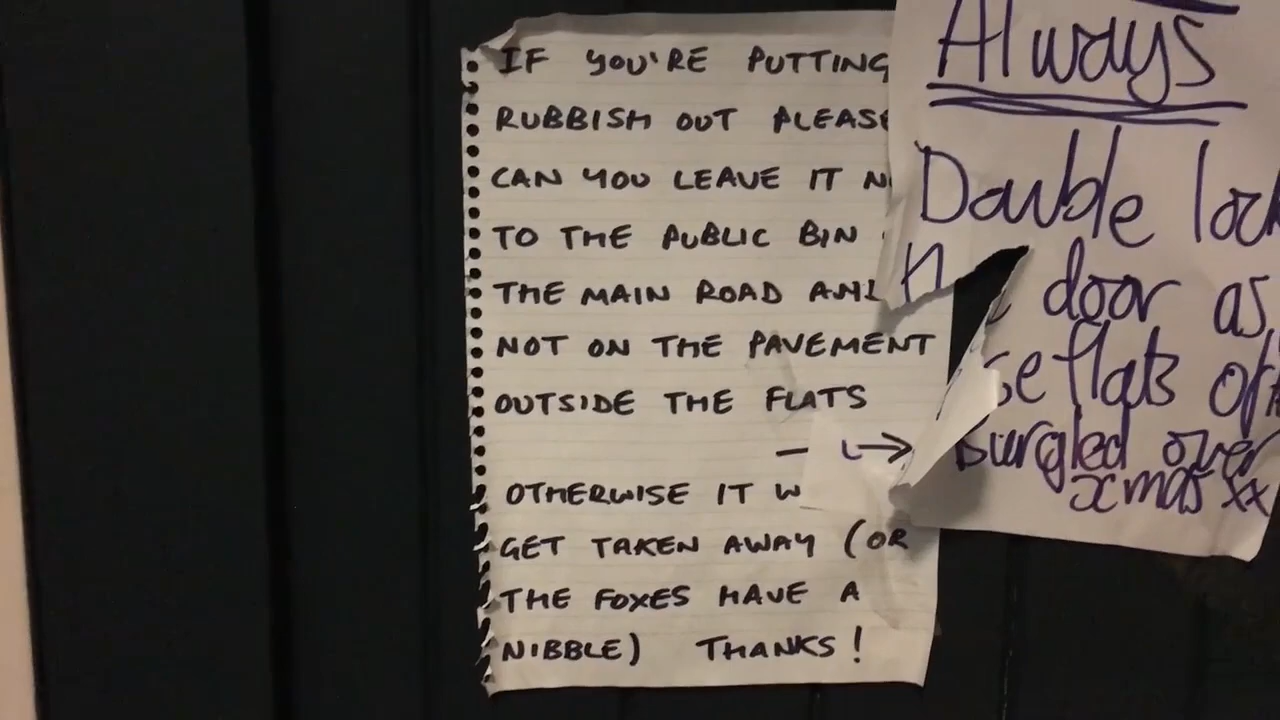 IF YOU'RE PUTTING
RUBBISH OUT PLEASE
CAN YOU LEAVE IT
TO THE PUBLIC BIN
THE MAIN ROAD AND
NOT ON THE PAVEMENT
OUTSIDE THE FLATS
OTHERWISE IT
GET TAKEN AWAY (OR
THE FOXES HAVE A
NIBBLE) THANKS!
Always
Double
door as
flats
Burgled over
xmas xx